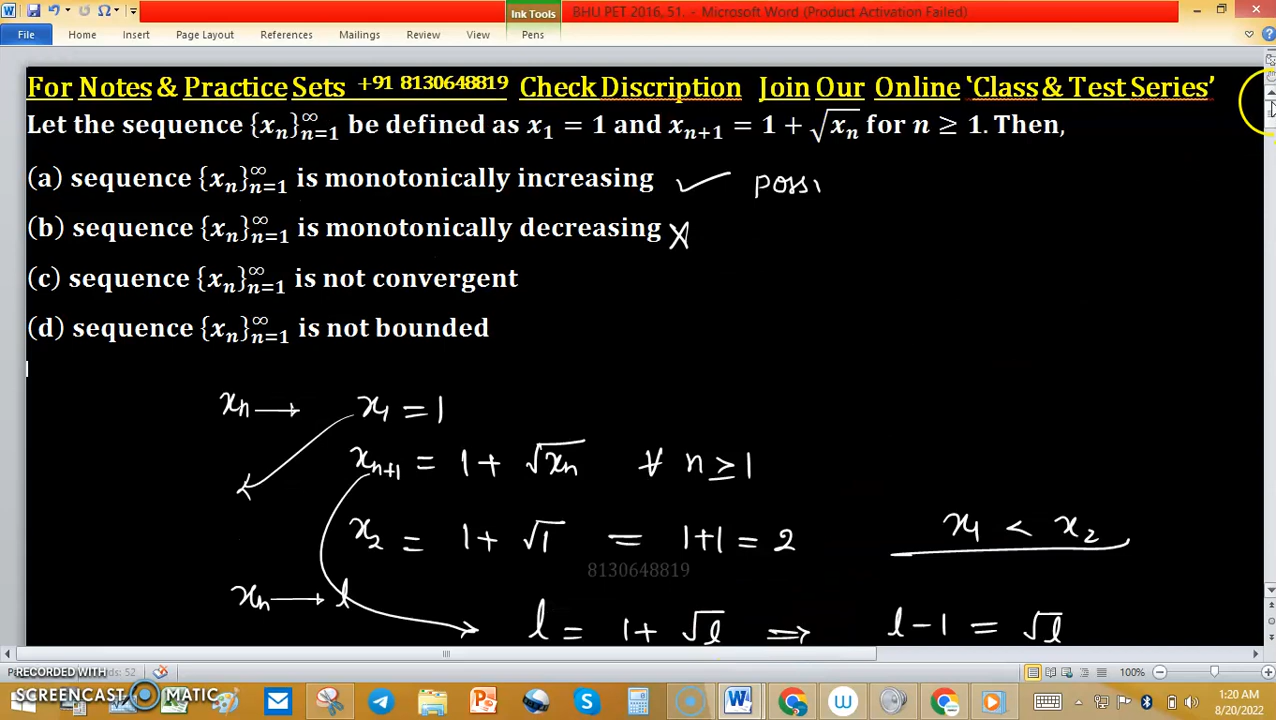 BHU PET 2016, 51. - Microsoft Word (Product Activation Failed)
Ink Tools
File Home Insert Page Layout References Mailings Review View Pens
For Notes & Practice Sets +91 8130648819 Check Discription Join Our Online 'Class & Test Series'
Let the sequence {xₙ}ₙ₌₁^∞ be defined as x₁ = 1 and xₙ₊₁ = 1 + √xₙ for n ≥ 1. Then,
(a) sequence {xₙ}ₙ₌₁^∞ is monotonically increasing ✓ possi
(b) sequence {xₙ}ₙ₌₁^∞ is monotonically decreasing X
(c) sequence {xₙ}ₙ₌₁^∞ is not convergent
(d) sequence {xₙ}ₙ₌₁^∞ is not bounded
xₙ → x₁ = 1
xₙ₊₁ = 1 + √xₙ ∀ n ≥ 1
x₂ = 1 + √1 = 1+1 = 2 x₁ < x₂
8130648819
xₙ → l
l = 1 + √l ⇒ l - 1 = √l
100%
RECORDED WITH
SCREENCAST MATIC
1:20 AM
8/20/2022